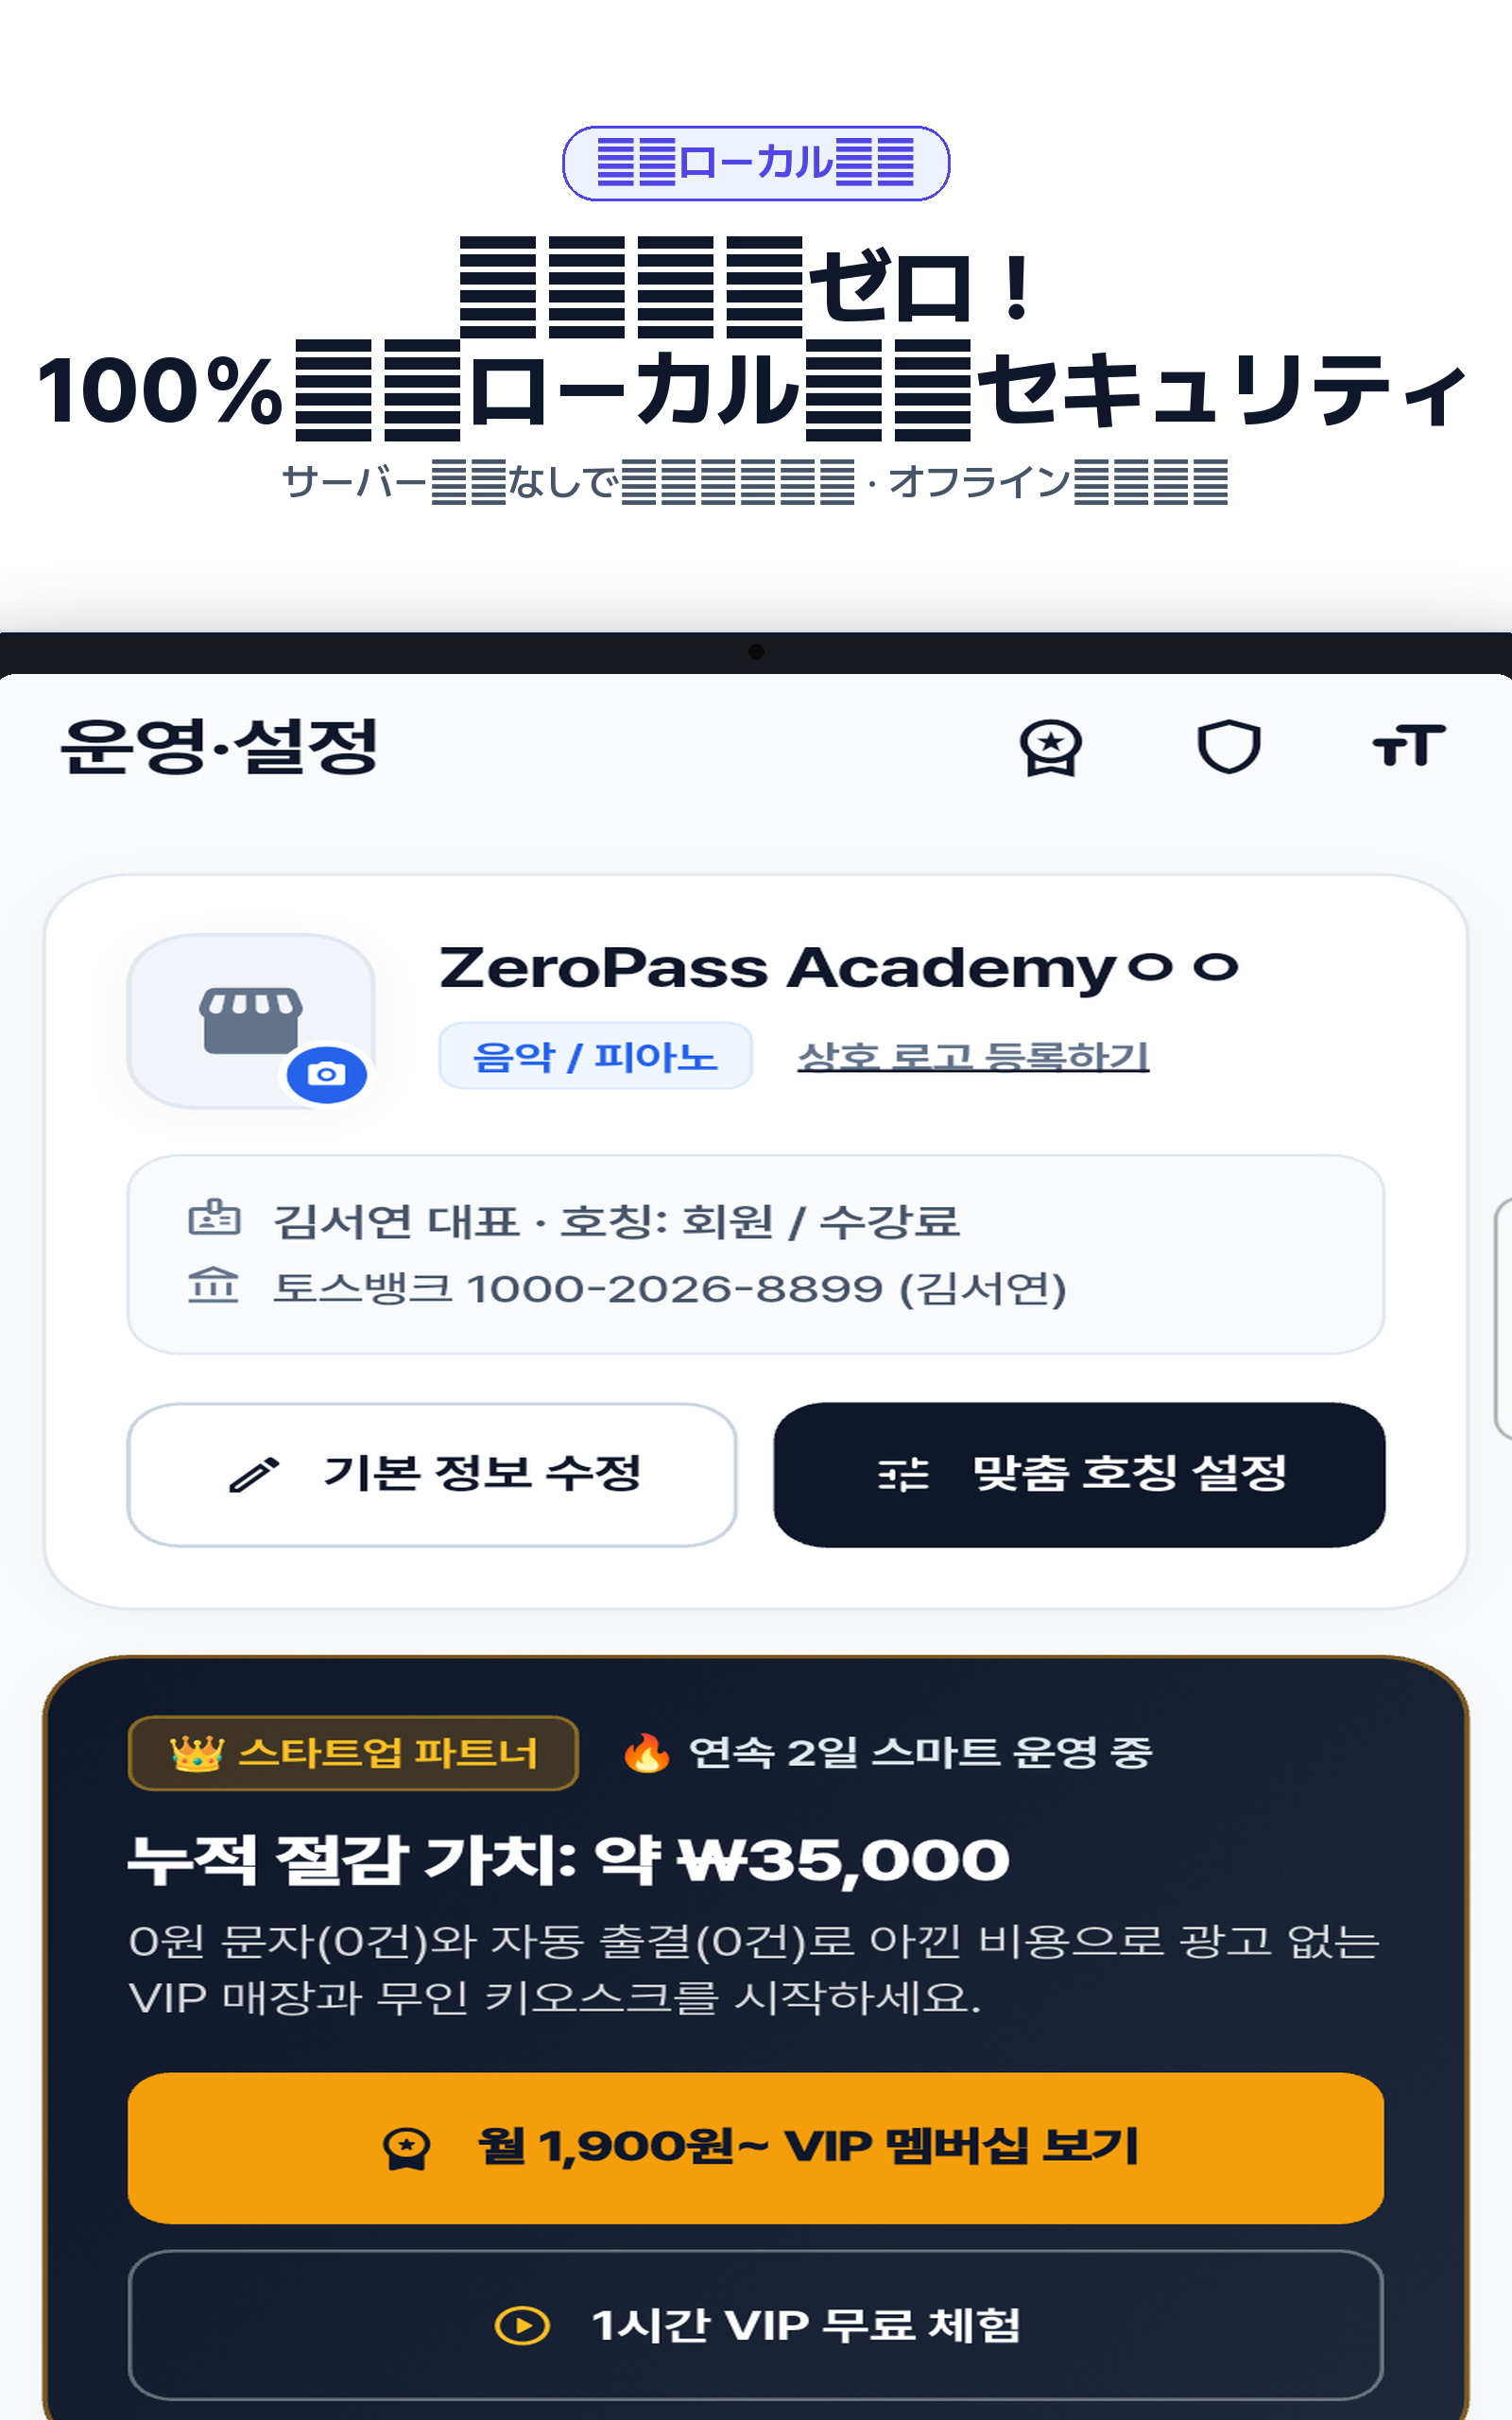 ローカル
ゼロ！
100%ローカルセキュリティ
サーバーなしで・オフライン
운영·설정
ZeroPass Academyㅇㅇ
음악 / 피아노
상호 로고 등록하기
김서연 대표 · 호칭: 회원 / 수강료
토스뱅크 1000-2026-8899 (김서연)
기본 정보 수정
맞춤 호칭 설정
👑 스타트업 파트너
🔥 연속 2일 스마트 운영 중
누적 절감 가치: 약 ₩35,000
0원 문자(0건)와 자동 출결(0건)로 아낀 비용으로 광고 없는
VIP 매장과 무인 키오스크를 시작하세요.
월 1,900원~ VIP 멤버십 보기
1시간 VIP 무료 체험